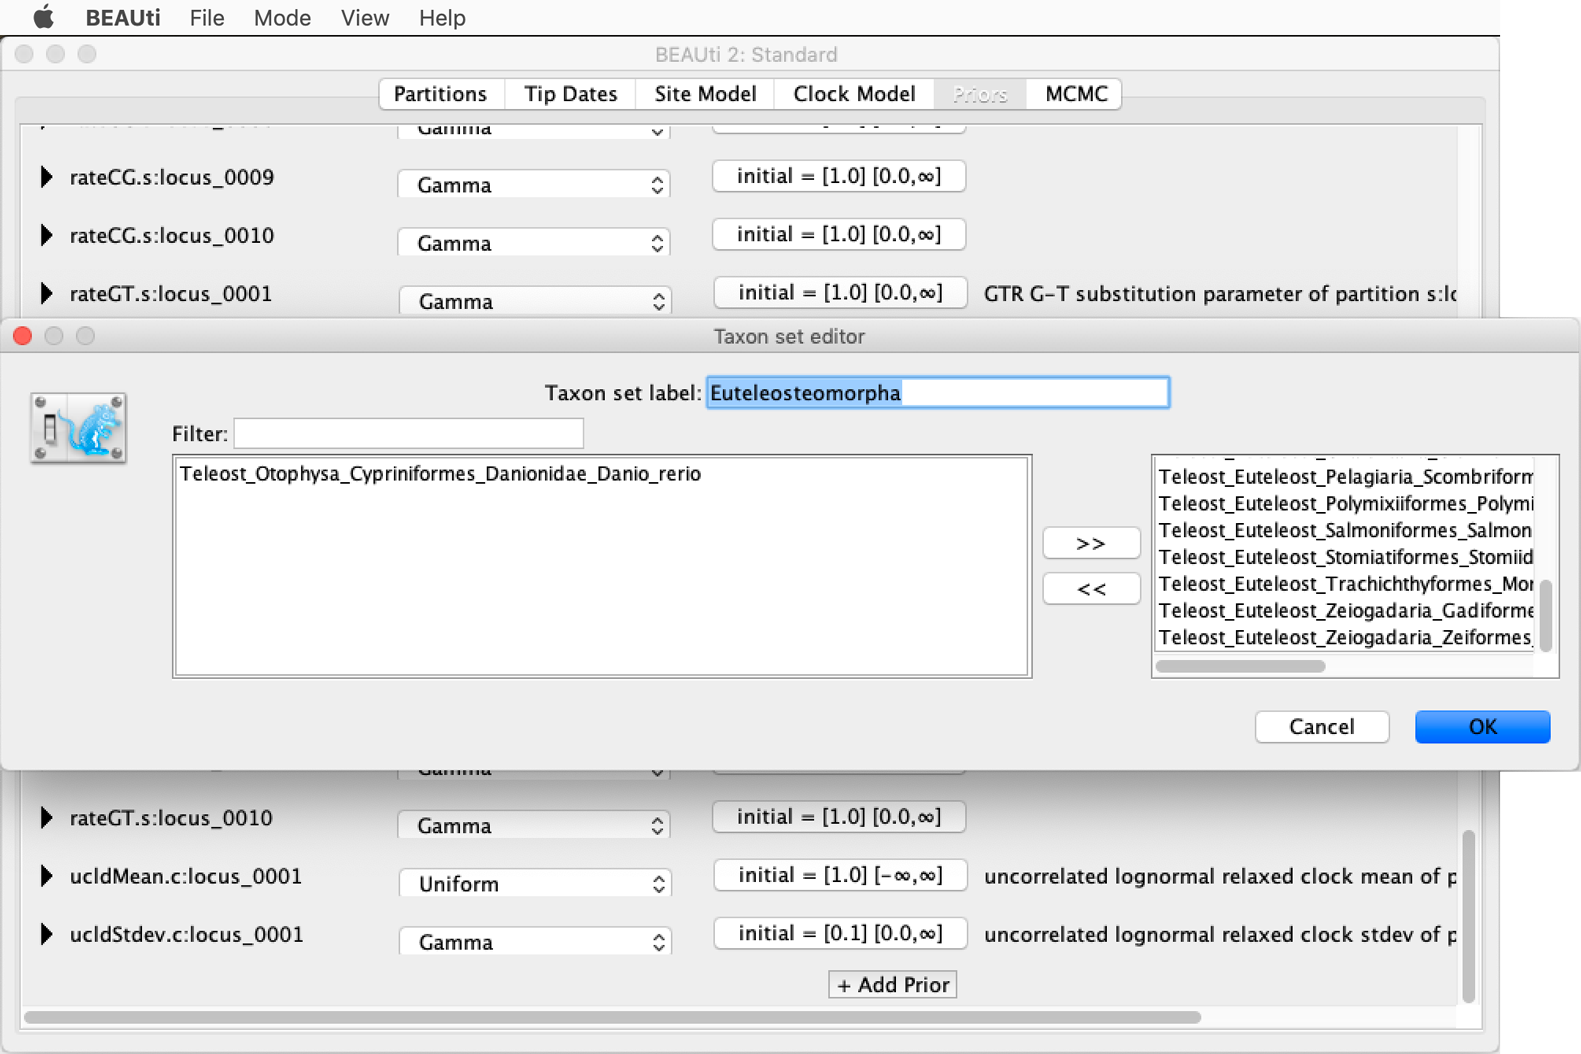 BEAUti File Mode View Help
BEAUti 2: Standard
Partitions Tip Dates Site Model Clock Model Priors MCMC
Gamma
rateCG.s:locus_0009 Gamma initial = [1.0] [0.0,∞]
rateCG.s:locus_0010 Gamma initial = [1.0] [0.0,∞]
rateGT.s:locus_0001 Gamma initial = [1.0] [0.0,∞] GTR G-T substitution parameter of partition s:lc
Taxon set editor
Taxon set label: Euteleosteomorpha
Filter:
Teleost_Otophysa_Cypriniformes_Danionidae_Danio_rerio
Teleost_Euteleost_Pelagiaria_Scombriform
Teleost_Euteleost_Polymixiiformes_Polymi
Teleost_Euteleost_Salmoniformes_Salmon
Teleost_Euteleost_Stomiatiformes_Stomiid
Teleost_Euteleost_Trachichthyformes_Mor
Teleost_Euteleost_Zeiogadaria_Gadiforme
Teleost_Euteleost_Zeiogadaria_Zeiformes_
>>
<<
Cancel OK
Gamma
rateGT.s:locus_0010 Gamma initial = [1.0] [0.0,∞]
ucldMean.c:locus_0001 Uniform initial = [1.0] [-∞,∞] uncorrelated lognormal relaxed clock mean of p
ucldStdev.c:locus_0001 Gamma initial = [0.1] [0.0,∞] uncorrelated lognormal relaxed clock stdev of p
+ Add Prior